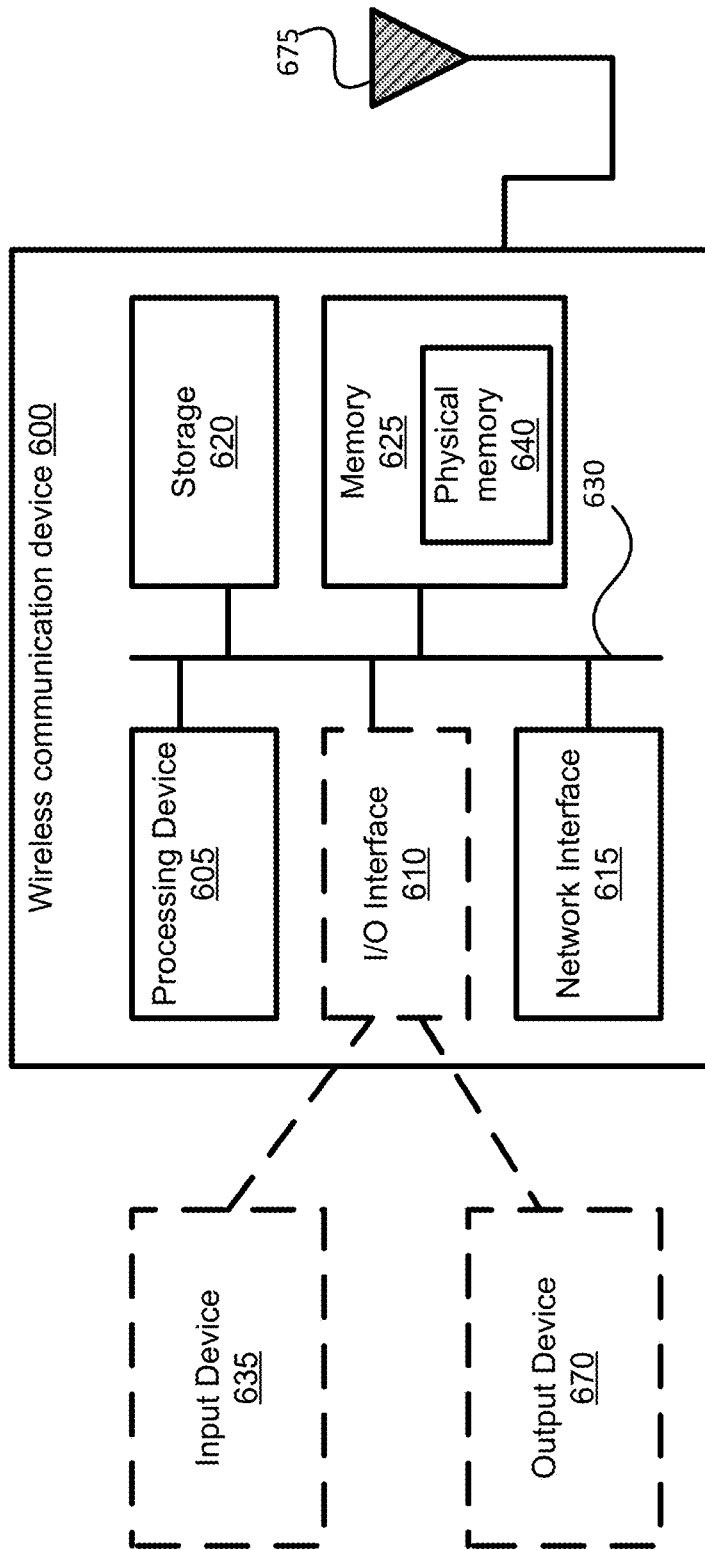 Wireless communication device 600
Processing Device
605
Storage
620
Input Device
635
I/O Interface
610
Memory
625
Physical
memory
640
Output Device
670
Network Interface
615
630
675